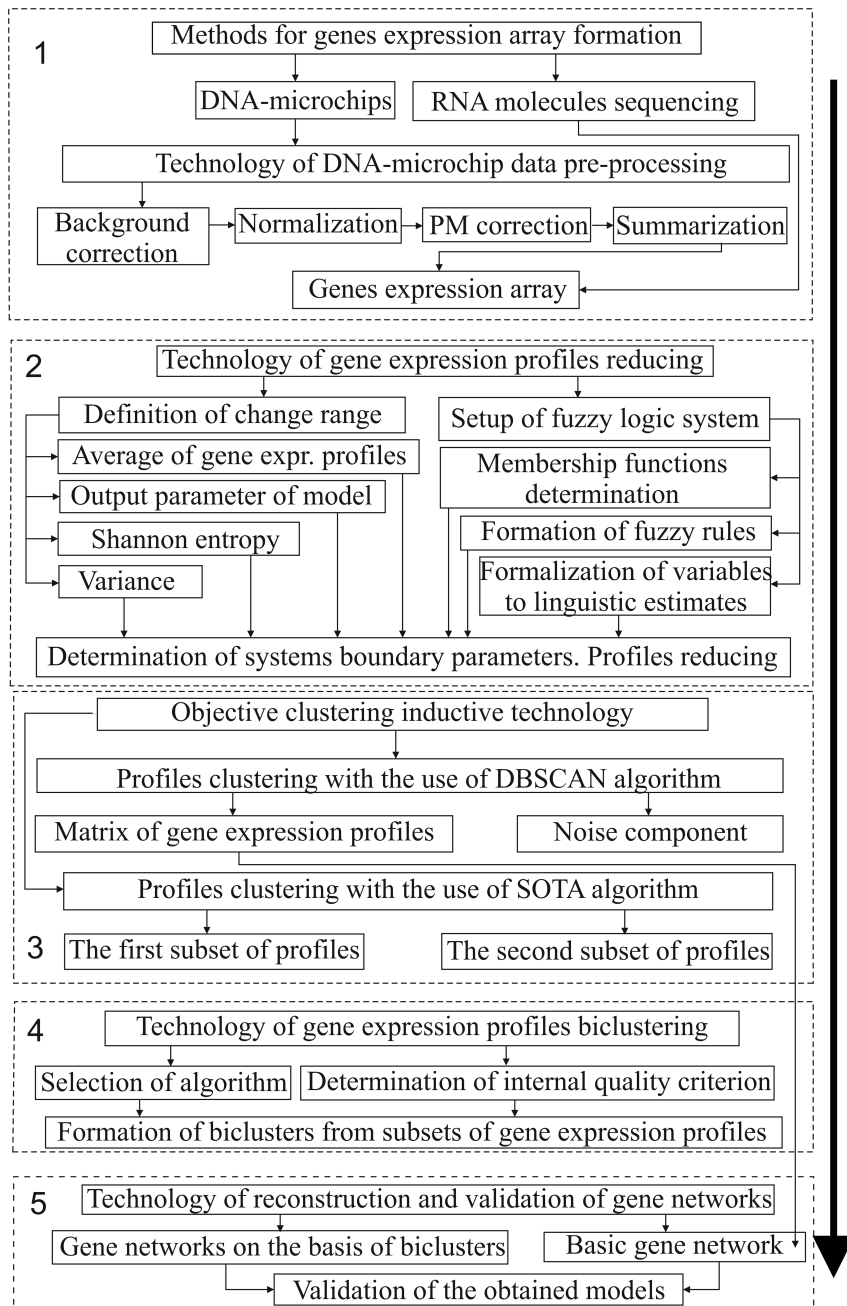 1
Methods for genes expression array formation
DNA-microchips
RNA molecules sequencing
Technology of DNA-microchip data pre-processing
Background
correction
Normalization
PM correction
Summarization
Genes expression array
2
Technology of gene expression profiles reducing
Definition of change range
Setup of fuzzy logic system
Average of gene expr. profiles
Membership functions
determination
Output parameter of model
Shannon entropy
Formation of fuzzy rules
Variance
Formalization of variables
to linguistic estimates
Determination of systems boundary parameters. Profiles reducing
Objective clustering inductive technology
Profiles clustering with the use of DBSCAN algorithm
Matrix of gene expression profiles
Noise component
Profiles clustering with the use of SOTA algorithm
3
The first subset of profiles
The second subset of profiles
4
Technology of gene expression profiles biclustering
Selection of algorithm
Determination of internal quality criterion
Formation of biclusters from subsets of gene expression profiles
5
Technology of reconstruction and validation of gene networks
Gene networks on the basis of biclusters
Basic gene network
Validation of the obtained models